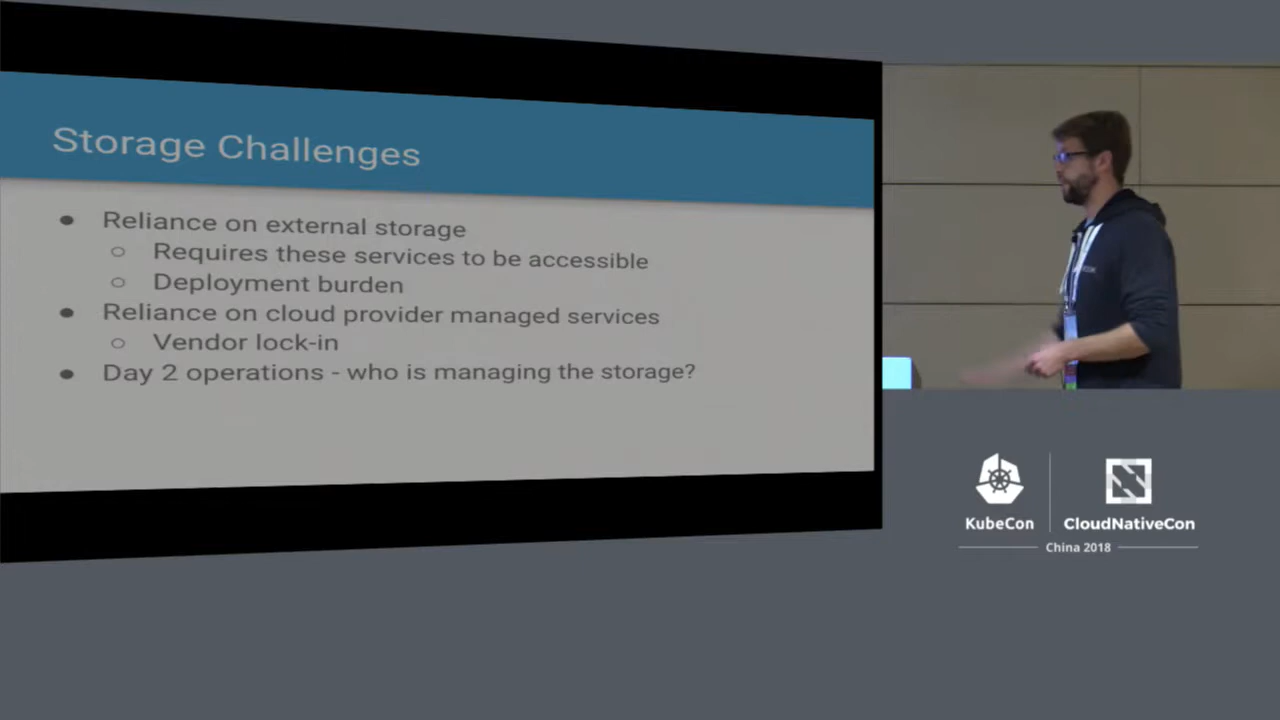 Storage Challenges
● Reliance on external storage
○ Requires these services to be accessible
○ Deployment burden
● Reliance on cloud provider managed services
○ Vendor lock-in
● Day 2 operations - who is managing the storage?
KubeCon
CloudNativeCon
China 2018